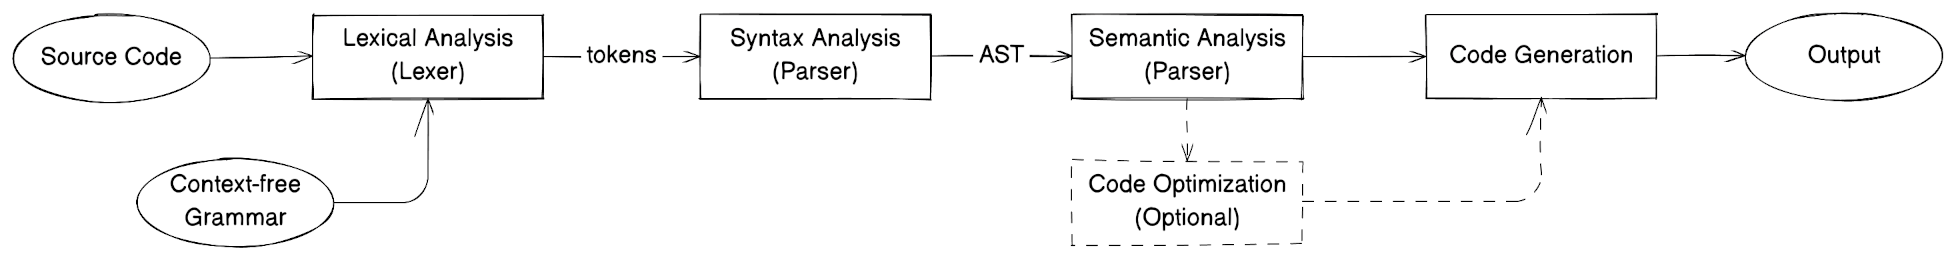 Source Code
Lexical Analysis
(Lexer)
tokens
Syntax Analysis
(Parser)
AST
Semantic Analysis
(Parser)
Code Generation
Output
Context-free
Grammar
Code Optimization
(Optional)